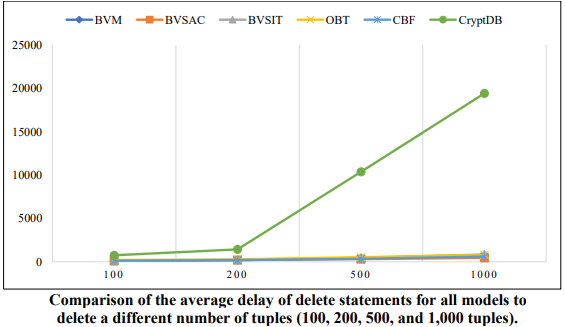 BVM BVSAC BVSIT OBT CBF CryptDB
25000
20000
15000
10000
5000
0
100 200 500 1000
Comparison of the average delay of delete statements for all models to
delete a different number of tuples (100, 200, 500, and 1,000 tuples).